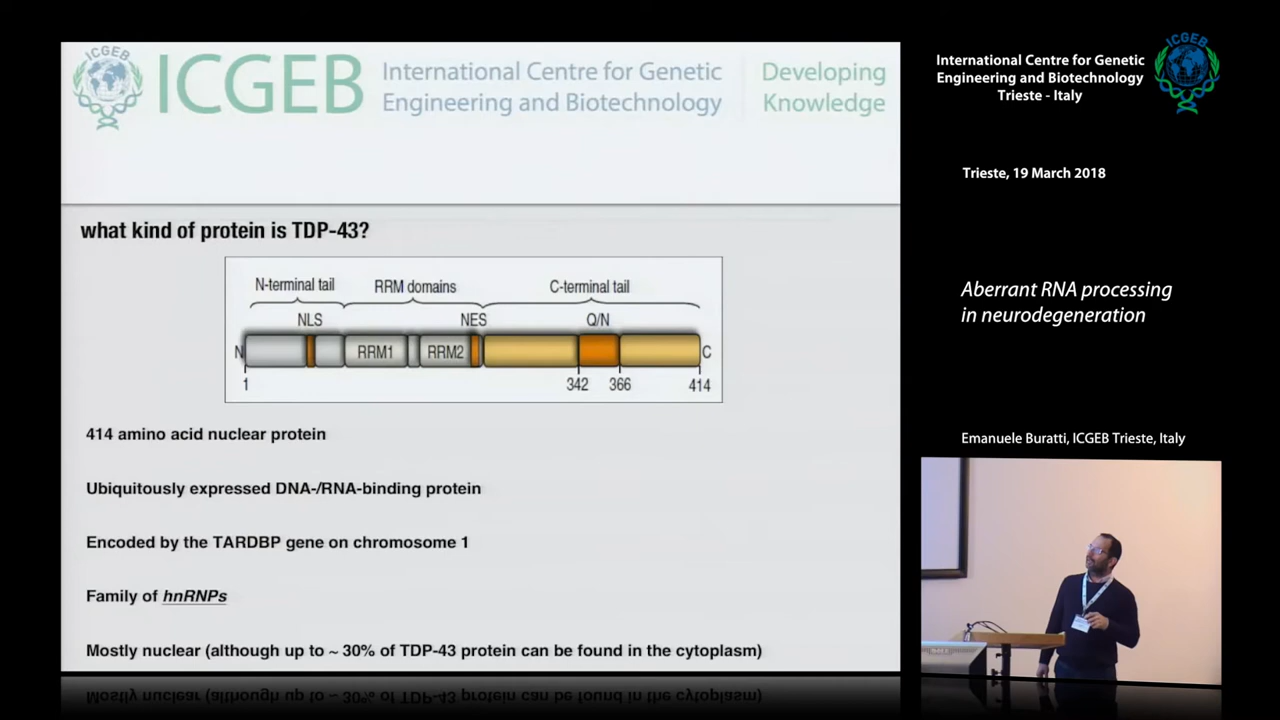 ICGEB
ICGEB
International Centre for Genetic
Engineering and Biotechnology
Developing
Knowledge
what kind of protein is TDP-43?
N-terminal tail
RRM domains
C-terminal tail
NLS
NES
Q/N
N
RRM1
RRM2
C
1
342
366
414
414 amino acid nuclear protein
Ubiquitously expressed DNA-/RNA-binding protein
Encoded by the TARDBP gene on chromosome 1
Family of hnRNPs
Mostly nuclear (although up to ~ 30% of TDP-43 protein can be found in the cytoplasm)
International Centre for Genetic
Engineering and Biotechnology
Trieste - Italy
ICGEB
Trieste, 19 March 2018
Aberrant RNA processing
in neurodegeneration
Emanuele Buratti, ICGEB Trieste, Italy